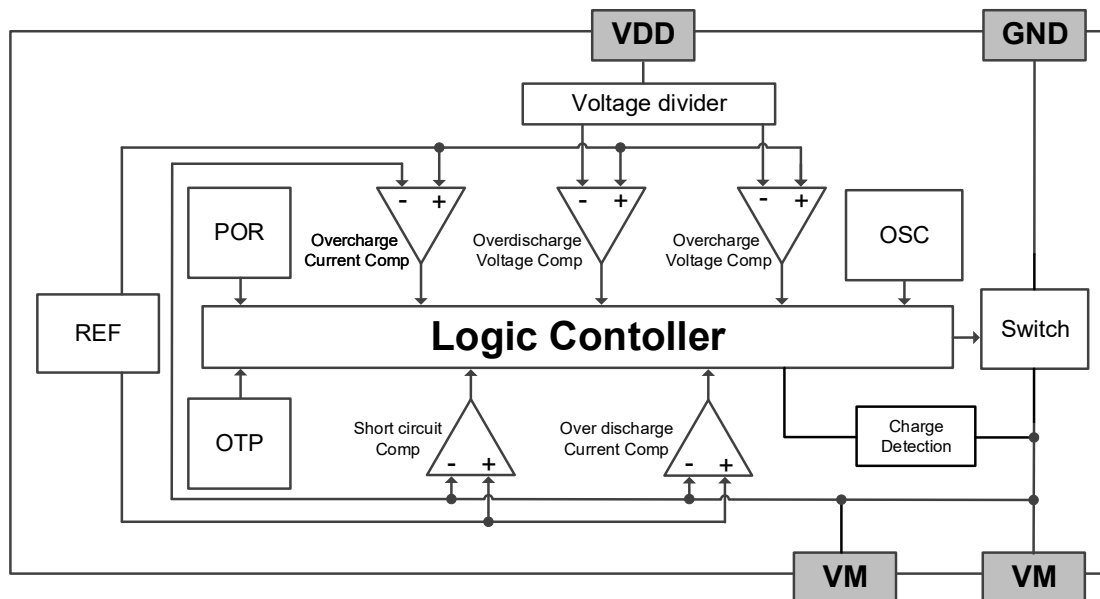 VDD
GND
Voltage divider
- +
- +
- +
POR
Overcharge
Current Comp
Overdischarge
Voltage Comp
Overcharge
Voltage Comp
OSC
REF
Logic Contoller
Switch
OTP
Short circuit
Comp
- +
Over discharge
Current Comp
- +
Charge
Detection
VM
VM